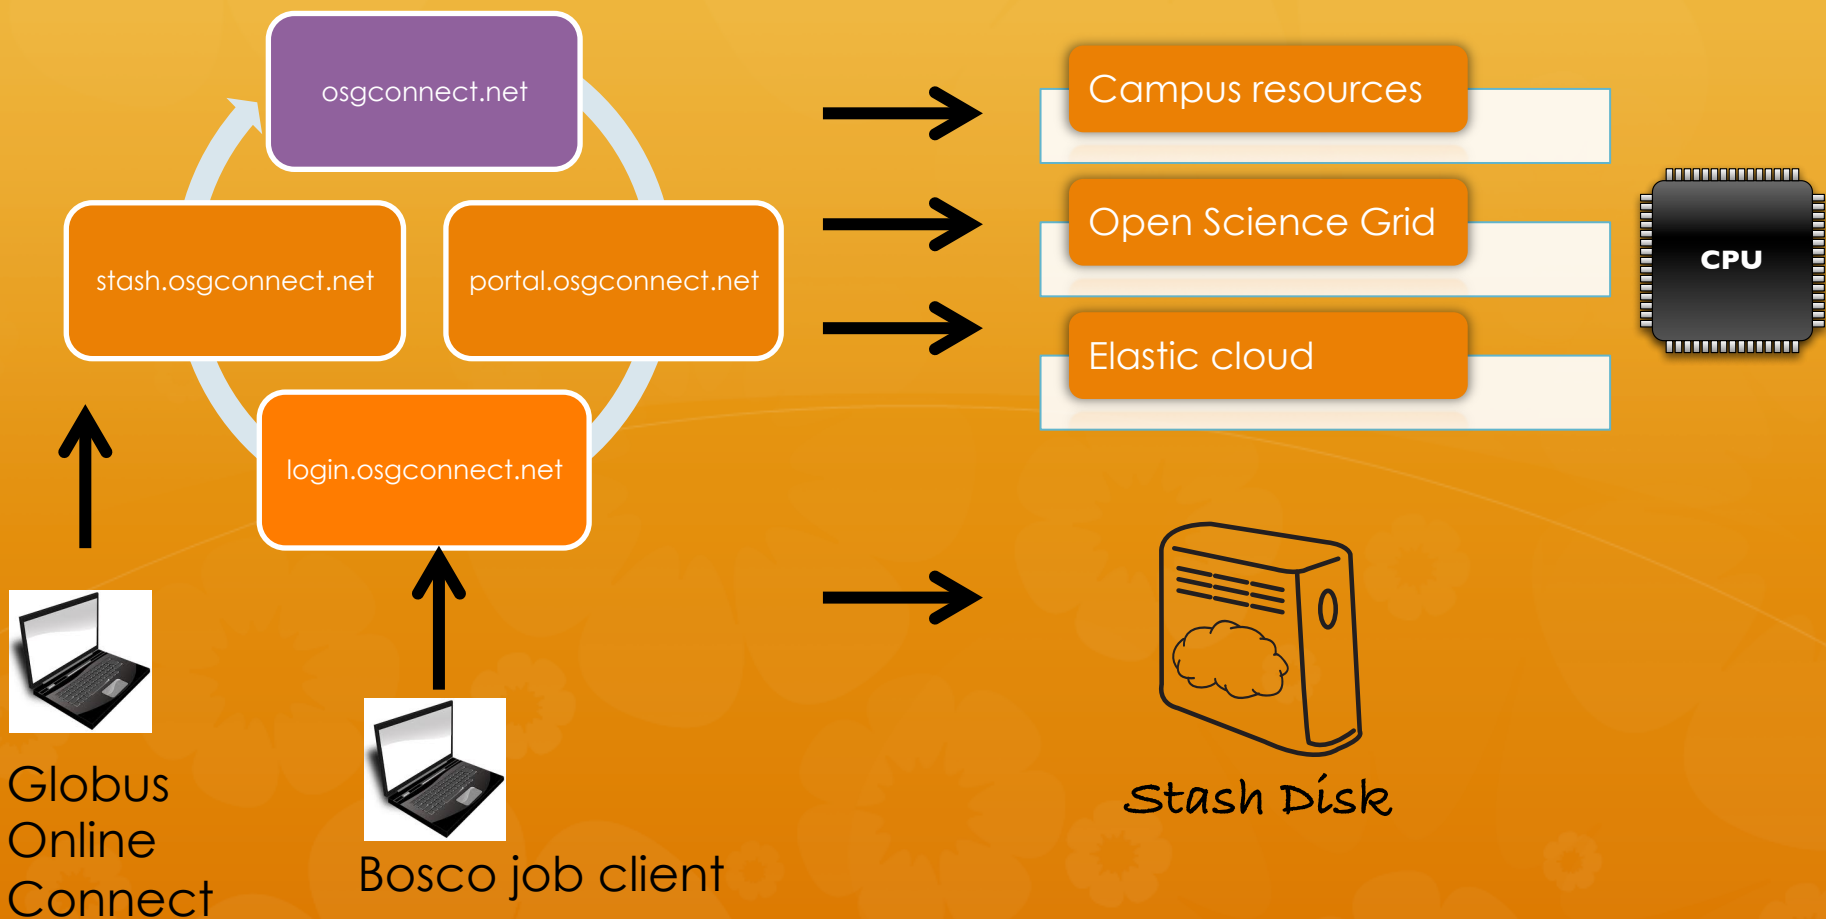 osgconnect.net
stash.osgconnect.net
portal.osgconnect.net
login.osgconnect.net
Campus resources
Open Science Grid
Elastic cloud
CPU
Globus
Online
Connect
Bosco job client
Stash Disk